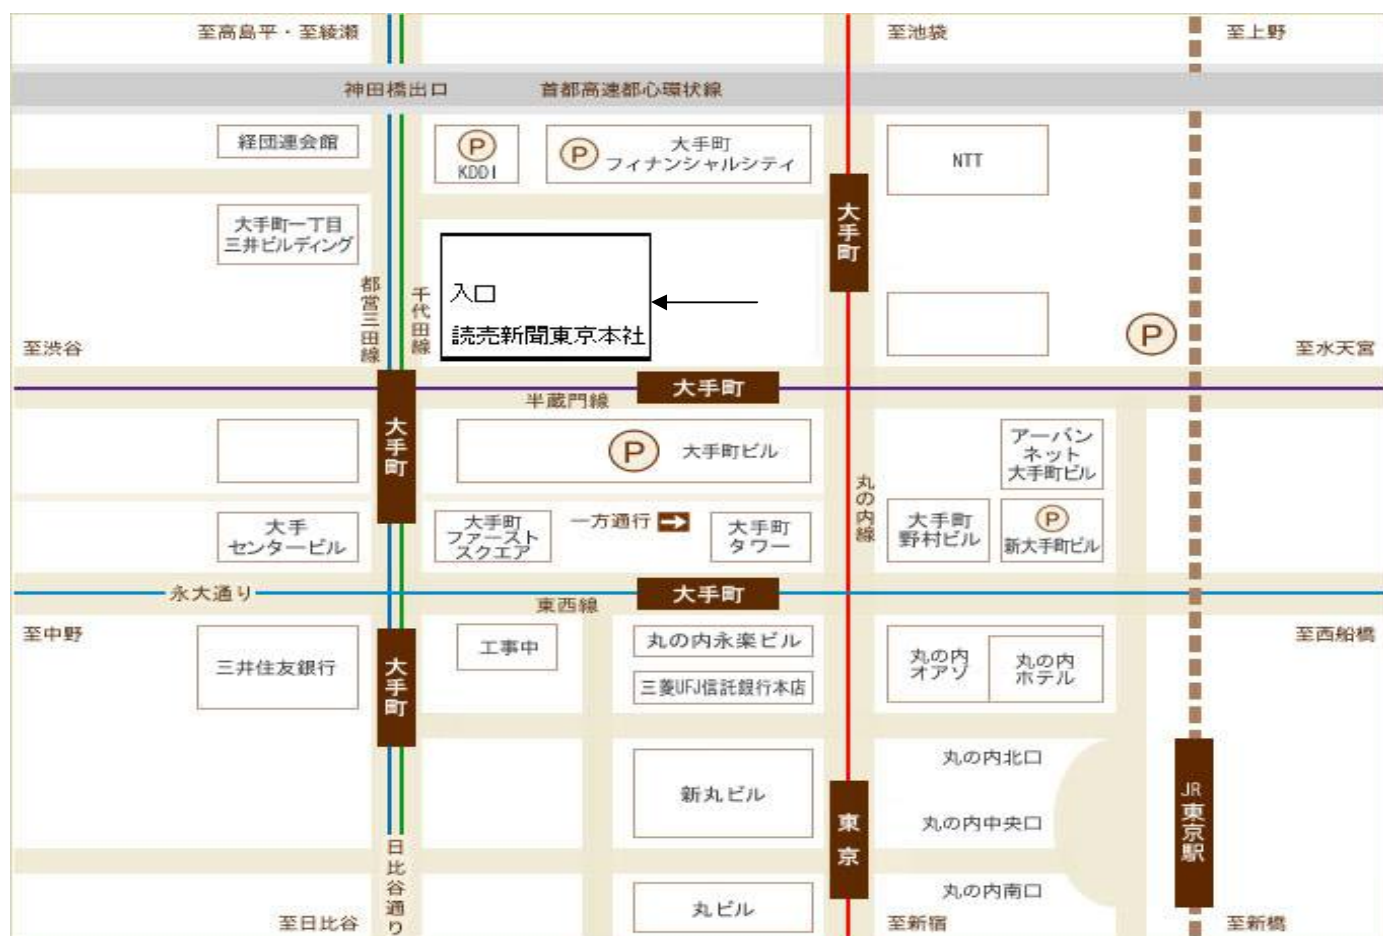 至高島平・至綾瀬
至池袋
至上野
神田橋出口
首都高速都心環状線
経団連会館
P
KDDI
P
大手町
フィナンシャルシティ
NTT
大手町一丁目
三井ビルディング
大手町
都営三田線
千代田線
入口
読売新聞東京本社
P
至渋谷
至水天宮
大手町
半蔵門線
大手町
P
大手町ビル
アーバン
ネット
大手町ビル
丸の内線
大手
センタービル
大手町
ファースト
スクエア
一方通行
大手町
タワー
大手町
野村ビル
P
新大手町ビル
永大通り
大手町
東西線
至中野
至西船橋
三井住友銀行
大手町
工事中
丸の内永楽ビル
三菱UFJ信託銀行本店
丸の内
オアゾ
丸の内
ホテル
新丸ビル
丸の内北口
丸の内中央口
丸の内南口
東京
JR東京駅
日比谷通り
丸ビル
至日比谷
至新宿
至新橋